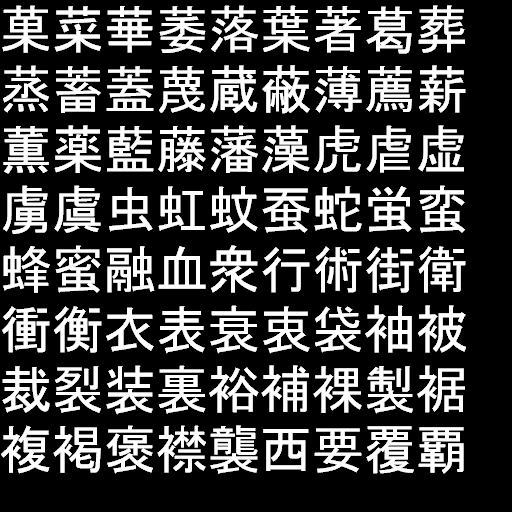 菓菜華萎落葉著葛葬
蒸蓄蓋蔑蔵蔽薄薦薪
薫薬藍藤藩藻虎虐虚
虜虞虫虹蚊蚕蛇蛍蛮
蜂蜜融血衆行術街衛
衝衡衣表衰衷袋袖被
裁裂装裏裕補裸製裾
複褐褒襟襲西要覆覇